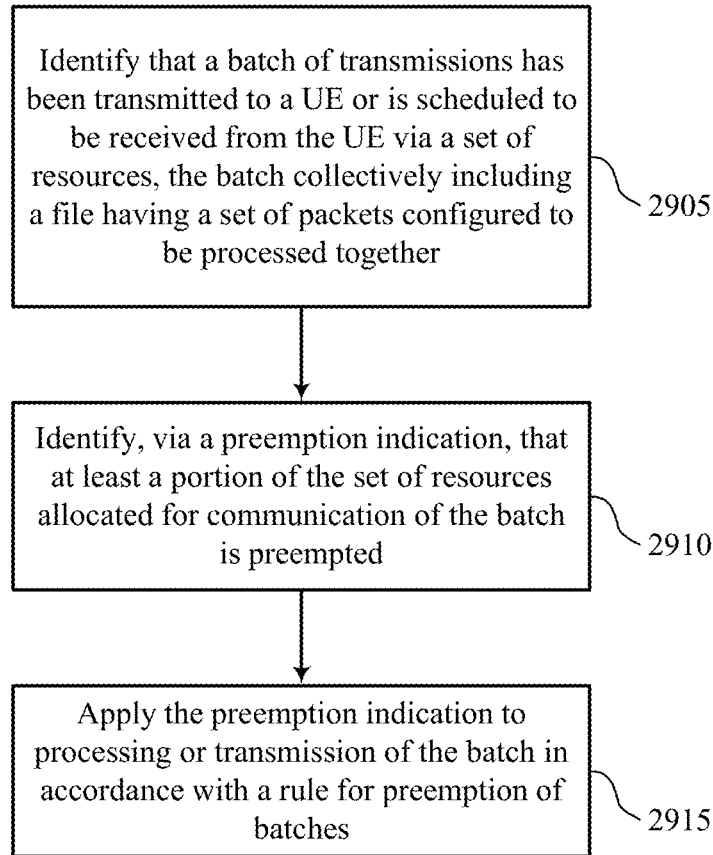 Identify that a batch of transmissions has
been transmitted to a UE or is scheduled to
be received from the UE via a set of
resources, the batch collectively including
a file having a set of packets configured to
be processed together
2905
Identify, via a preemption indication, that
at least a portion of the set of resources
allocated for communication of the batch
is preempted
2910
Apply the preemption indication to
processing or transmission of the batch in
accordance with a rule for preemption of
batches
2915